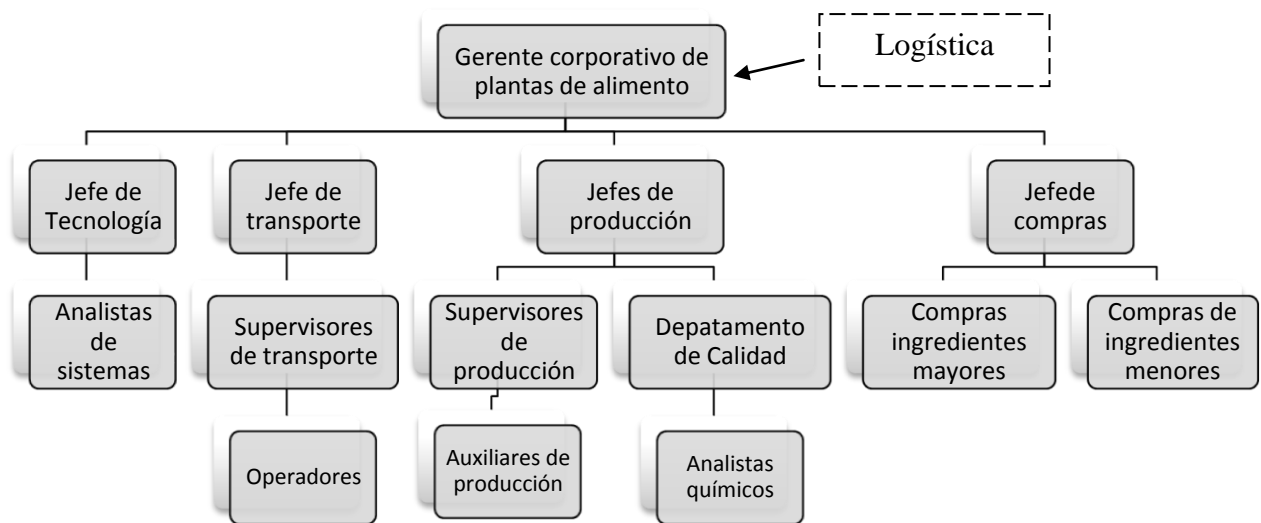 Logística
Gerente corporativo de
plantas de alimento
Jefe de
Tecnología
Jefe de
transporte
Jefes de
producción
Jefede
compras
Analistas
de
sistemas
Supervisores
de transporte
Supervisores
de
producción
Depatamento
de Calidad
Compras
ingredientes
mayores
Compras de
ingredientes
menores
Operadores
Auxiliares de
producción
Analistas
químicos